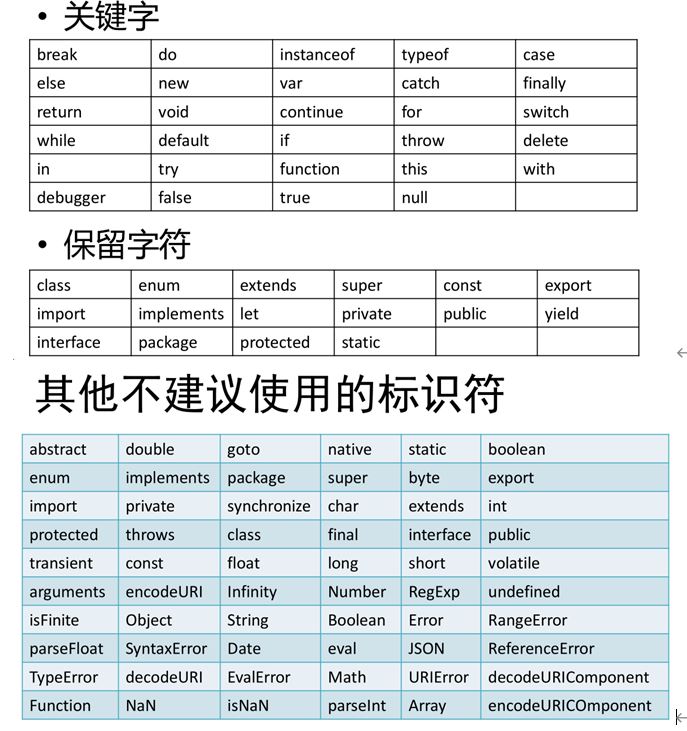 • 关键字
break do instanceof typeof case
else new var catch finally
return void continue for switch
while default if throw delete
in try function this with
debugger false true null
• 保留字符
class enum extends super const export
import implements let private public yield
interface package protected static
其他不建议使用的标识符
abstract double goto native static boolean
enum implements package super byte export
import private synchronize char extends int
protected throws class final interface public
transient const float long short volatile
arguments encodeURI Infinity Number RegExp undefined
isFinite Object String Boolean Error RangeError
parseFloat SyntaxError Date eval JSON ReferenceError
TypeError decodeURI EvalError Math URIError decodeURIComponent
Function NaN isNaN parseInt Array encodeURICOmponent